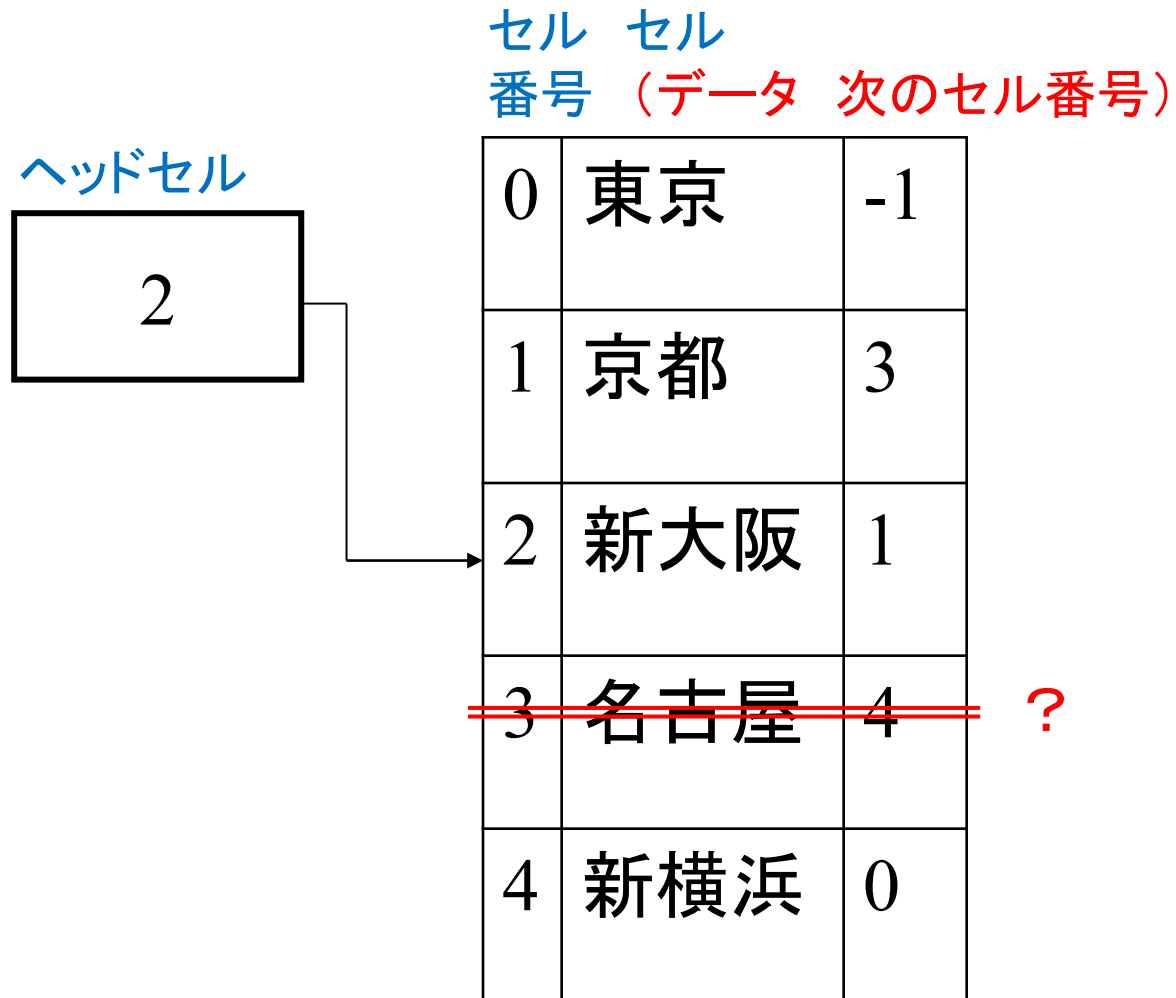 セル セル
番号 （データ 次のセル番号）
ヘッドセル
2
0 東京 -1
1 京都 3
2 新大阪 1
3 名古屋 4 ？
4 新横浜 0